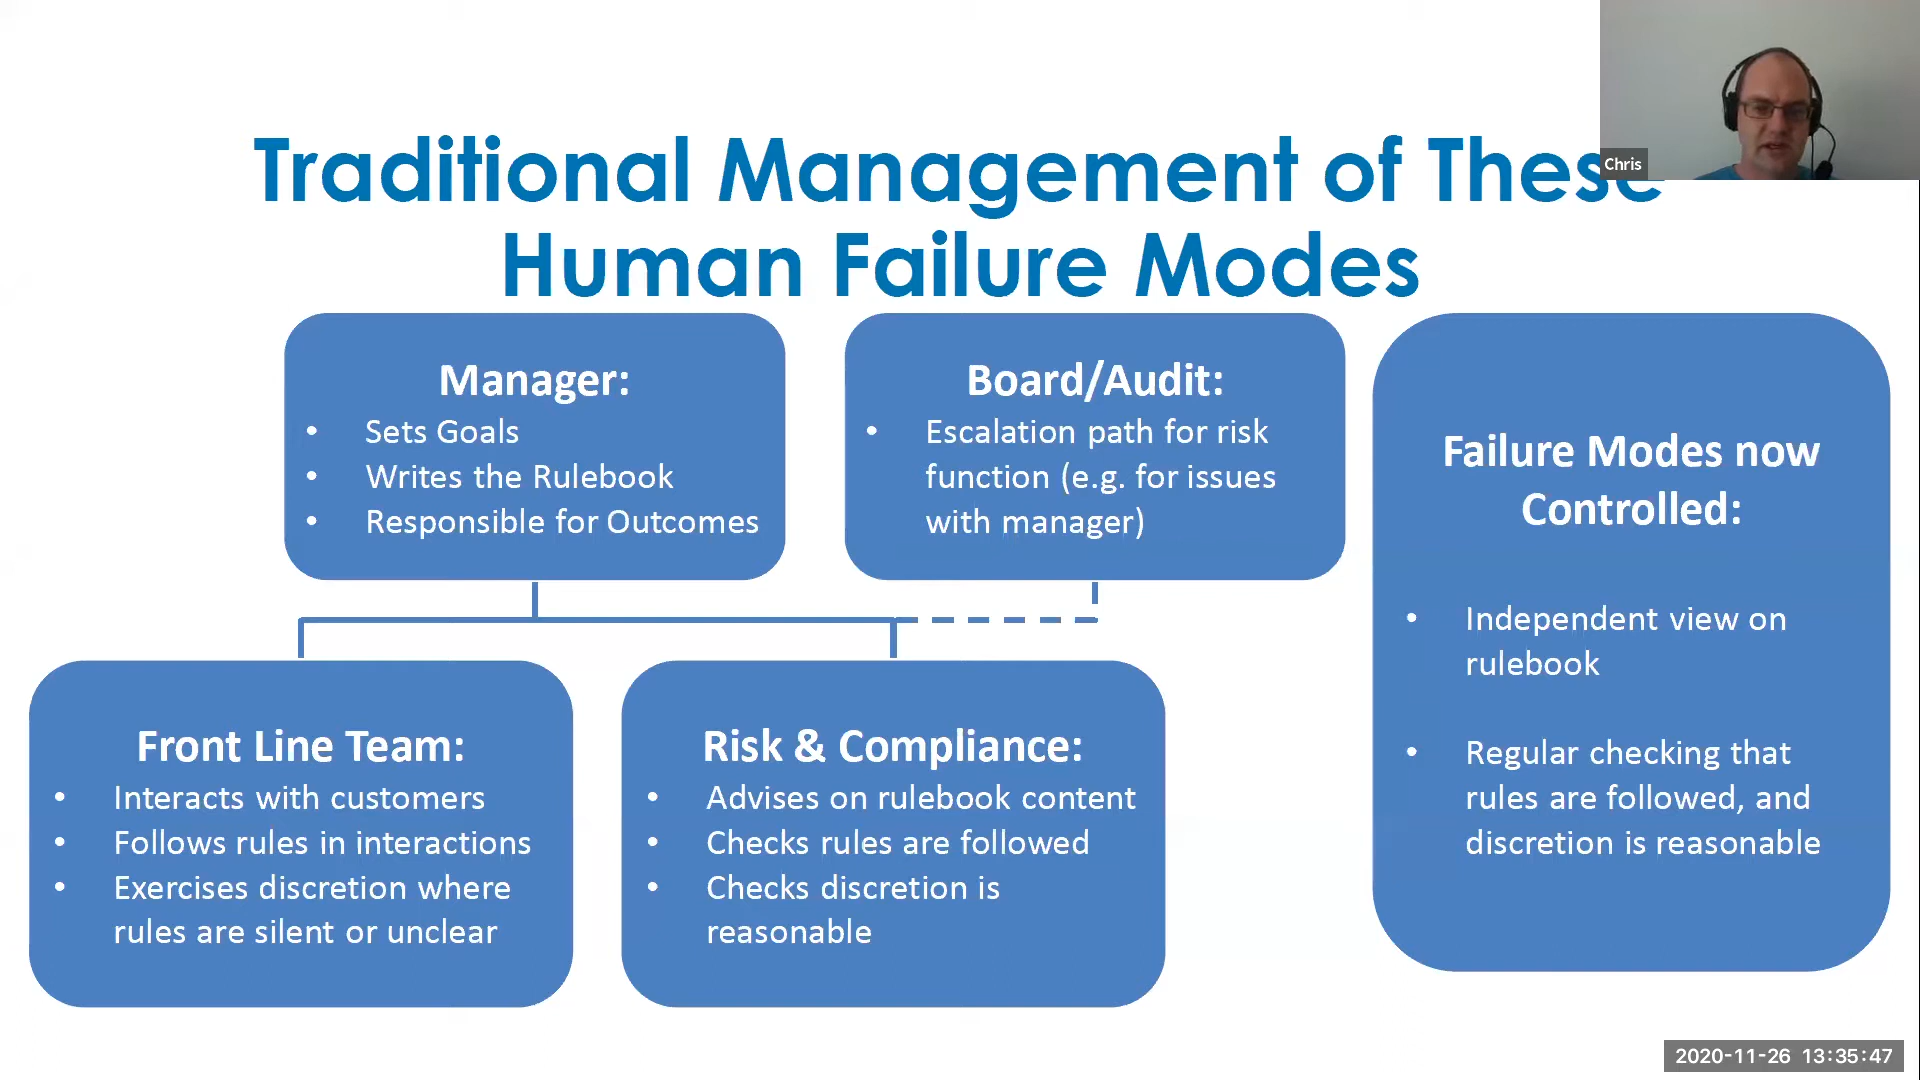 Traditional Management of These
Human Failure Modes
Chris
Manager:
• Sets Goals
• Writes the Rulebook
• Responsible for Outcomes
Board/Audit:
• Escalation path for risk
function (e.g. for issues
with manager)
Failure Modes now
Controlled:
• Independent view on
rulebook
• Regular checking that
rules are followed, and
discretion is reasonable
Front Line Team:
• Interacts with customers
• Follows rules in interactions
• Exercises discretion where
rules are silent or unclear
Risk & Compliance:
• Advises on rulebook content
• Checks rules are followed
• Checks discretion is
reasonable
2020-11-26 13:35:47